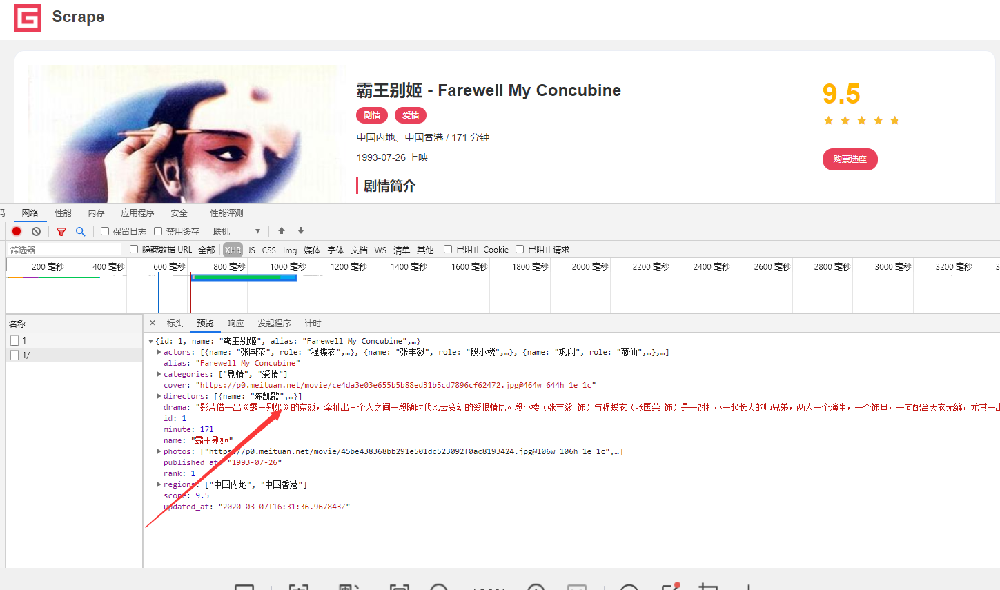 Scrape
霸王别姬 - Farewell My Concubine
9.5
剧情 爱情
中国内地、中国香港 / 171 分钟
1993-07-26 上映
购票选座
剧情简介
网络 性能 内存 应用程序 安全 性能评测
保留日志 禁用缓存 联机
筛选器 隐藏数据 URL 全部 XHR JS CSS Img 媒体 字体 文档 WS 清单 其他 已阻止 Cookie 已阻止请求
200 毫秒 400 毫秒 600 毫秒 800 毫秒 1000 毫秒 1200 毫秒 1400 毫秒 1600 毫秒 1800 毫秒 2000 毫秒 2200 毫秒 2400 毫秒 2600 毫秒 2800 毫秒 3000 毫秒 3200 毫秒
名称 × 标头 预览 响应 发起程序 计时
1
1/
{id: 1, name: "霸王别姬", alias: "Farewell My Concubine",…}
actors: [{name: "张国荣", role: "程蝶衣",…}, {name: "张丰毅", role: "段小楼",…}, {name: "巩俐", role: "菊仙",…},…]
alias: "Farewell My Concubine"
categories: ["剧情", "爱情"]
cover: "https://p0.meituan.net/movie/ce4da3e03e655b5b88ed31b5cd7896cf62472.jpg@464w_644h_1e_1c"
directors: [{name: "陈凯歌",…}]
drama: "影片借一出《霸王别姬》的京戏，牵扯出三个人之间一段随时代风云变幻的爱恨情仇。段小楼（张丰毅 饰）与程蝶衣（张国荣 饰）是一对打小一起长大的师兄弟，两人一个演生，一个饰旦，一向配合天衣无缝，尤其一出
id: 1
minute: 171
name: "霸王别姬"
photos: ["https://p0.meituan.net/movie/45be438368bb291e501dc523092f0ac8193424.jpg@106w_106h_1e_1c",…]
published_at: "1993-07-26"
rank: 1
regions: ["中国内地", "中国香港"]
score: 9.5
updated_at: "2020-03-07T16:31:36.967843Z"